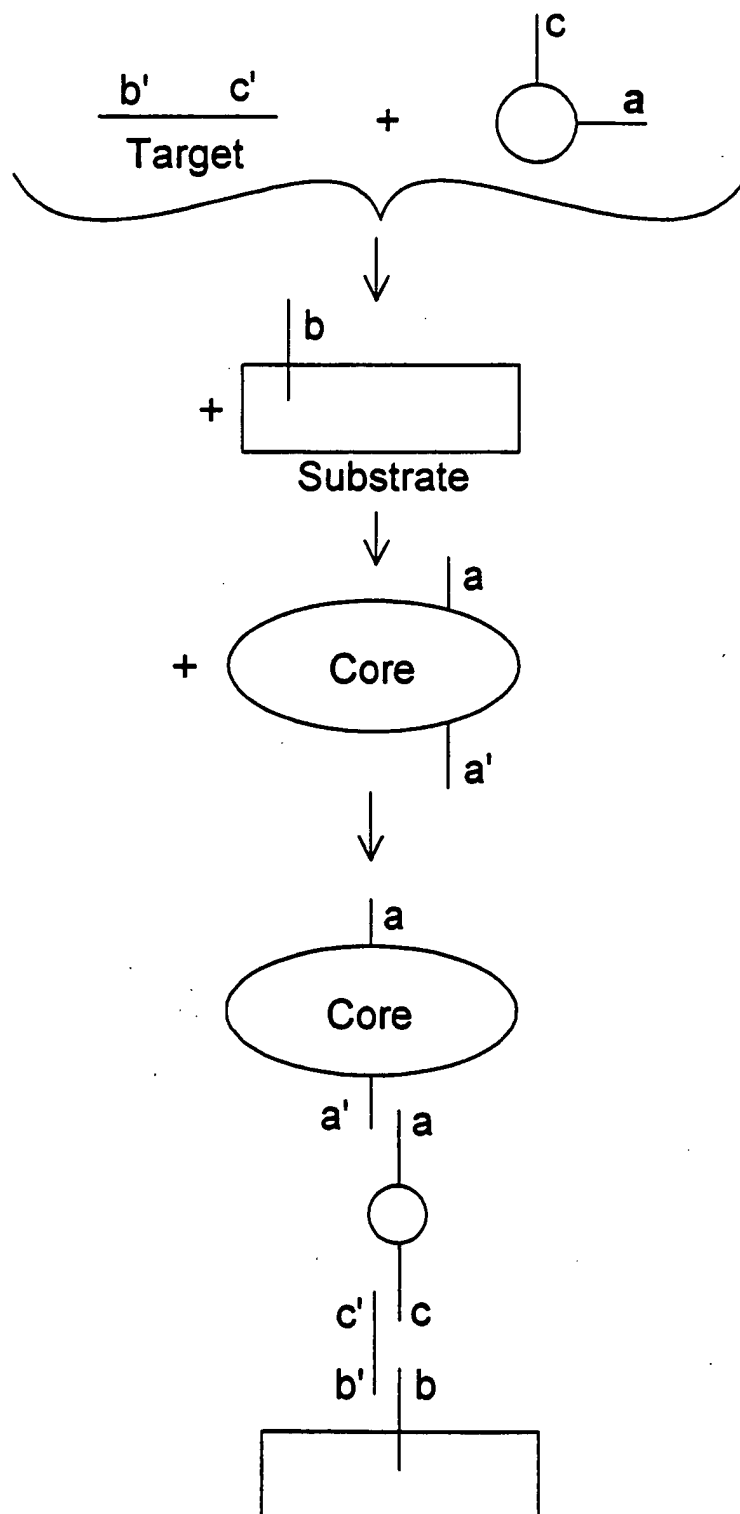 c
b' c' + a
Target
b
+
Substrate
a
+ Core
a'
a
Core
a' a
c' c
b' b